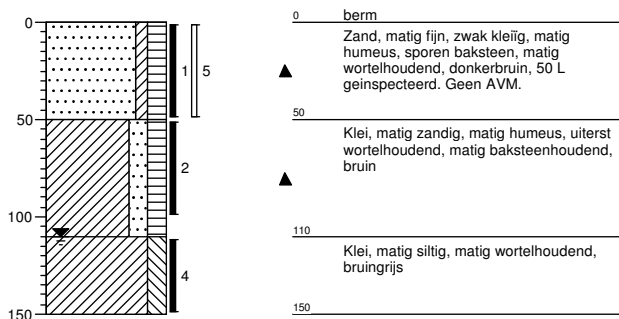 0
50
100
150
1
5
2
4
0 berm
Zand, matig fijn, zwak kleiïg, matig
humeus, sporen baksteen, matig
wortelhoudend, donkerbruin, 50 L
geinspecteerd. Geen AVM.
50
Klei, matig zandig, matig humeus, uiterst
wortelhoudend, matig baksteenhoudend,
bruin
110
Klei, matig siltig, matig wortelhoudend,
bruingrijs
150